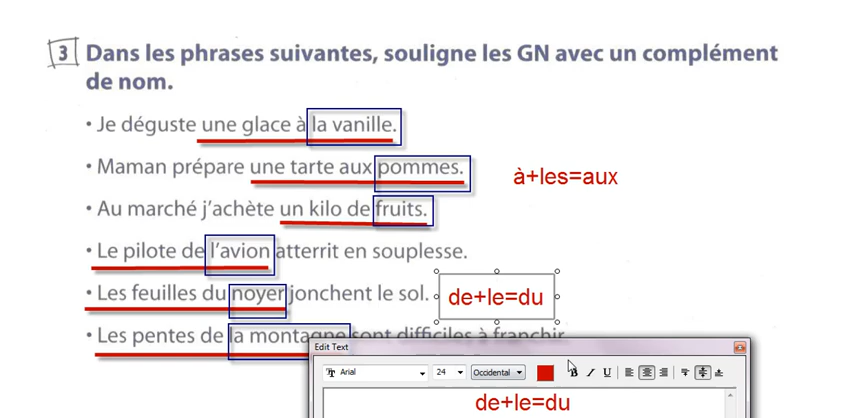 3 Dans les phrases suivantes, souligne les GN avec un complément
de nom.
• Je déguste une glace à la vanille.
• Maman prépare une tarte aux pommes.
à+les=aux
• Au marché j'achète un kilo de fruits.
• Le pilote de l'avion atterrit en souplesse.
• Les feuilles du noyer jonchent le sol.
de+le=du
• Les pentes de la montagne sont difficiles à franchir.
Edit Text
Arial 24 Occidental B I U
de+le=du